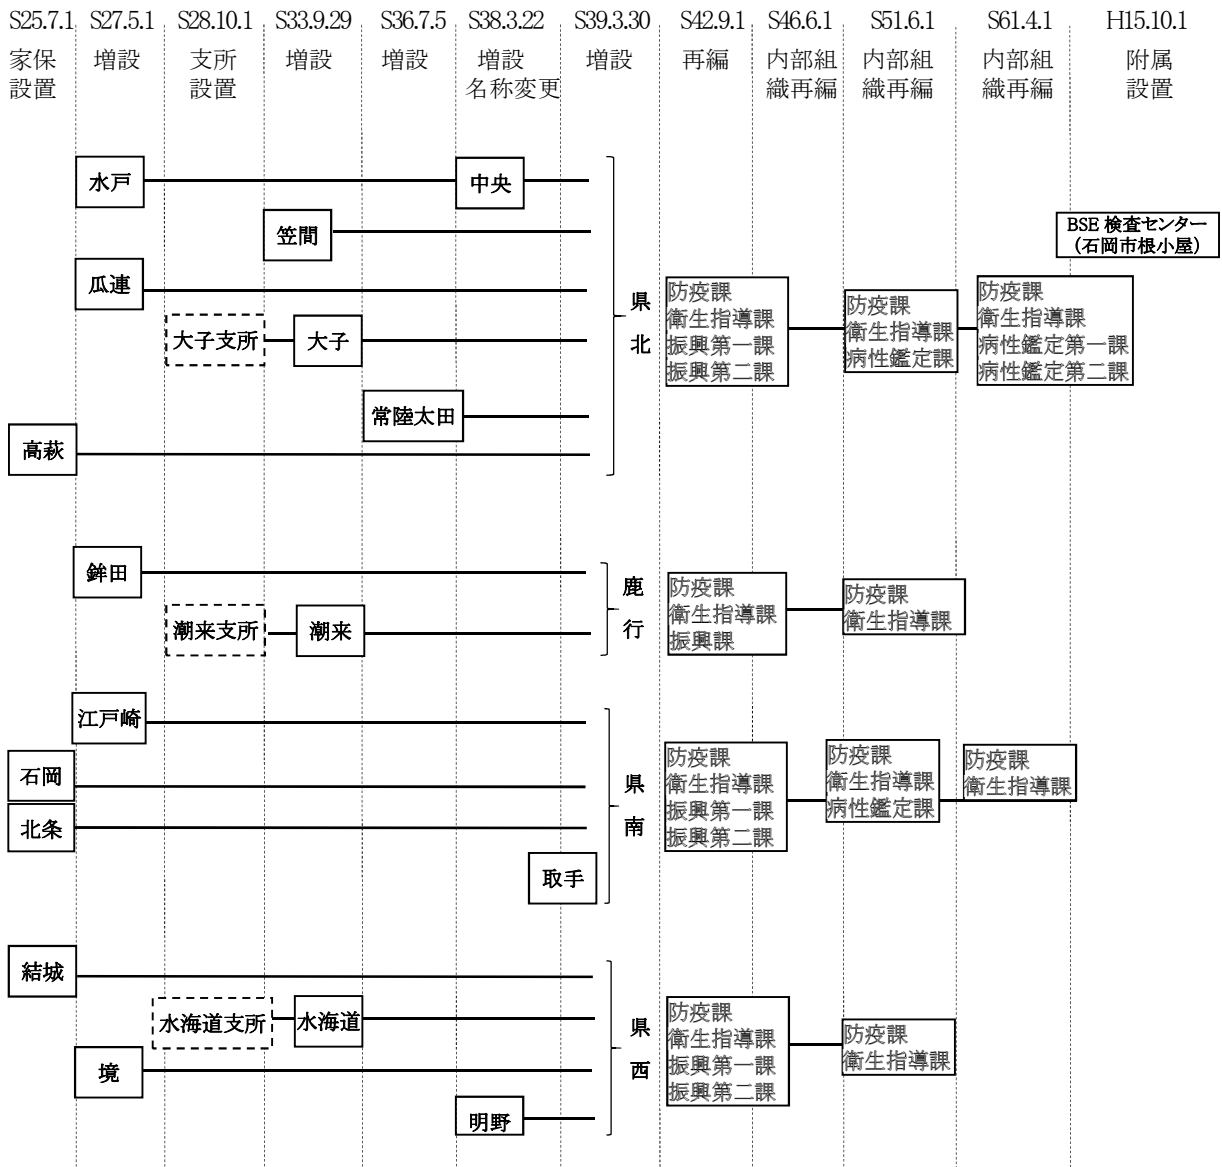 S25.7.1 S27.5.1 S28.10.1 S33.9.29 S36.7.5 S38.3.22 S39.3.30 S42.9.1 S46.6.1 S51.6.1 S61.4.1 H15.10.1
家保 増設 支所 増設 増設 増設 増設 再編 内部組 内部組 内部組 附属
設置 設置 名称変更 織再編 織再編 織再編 設置
水戸 中央
笠間
BSE 検査センター
(石岡市根小屋)
瓜連
大子支所 大子
常陸太田
高萩
県
北
防疫課
衛生指導課
振興第一課
振興第二課
防疫課
衛生指導課
病性鑑定課
防疫課
衛生指導課
病性鑑定第一課
病性鑑定第二課
鉾田
潮来支所 潮来
鹿
行
防疫課
衛生指導課
振興課
防疫課
衛生指導課
江戸崎
石岡
北条
取手
県
南
防疫課
衛生指導課
振興第一課
振興第二課
防疫課
衛生指導課
病性鑑定課
防疫課
衛生指導課
結城
水海道支所 水海道
境
明野
県
西
防疫課
衛生指導課
振興第一課
振興第二課
防疫課
衛生指導課